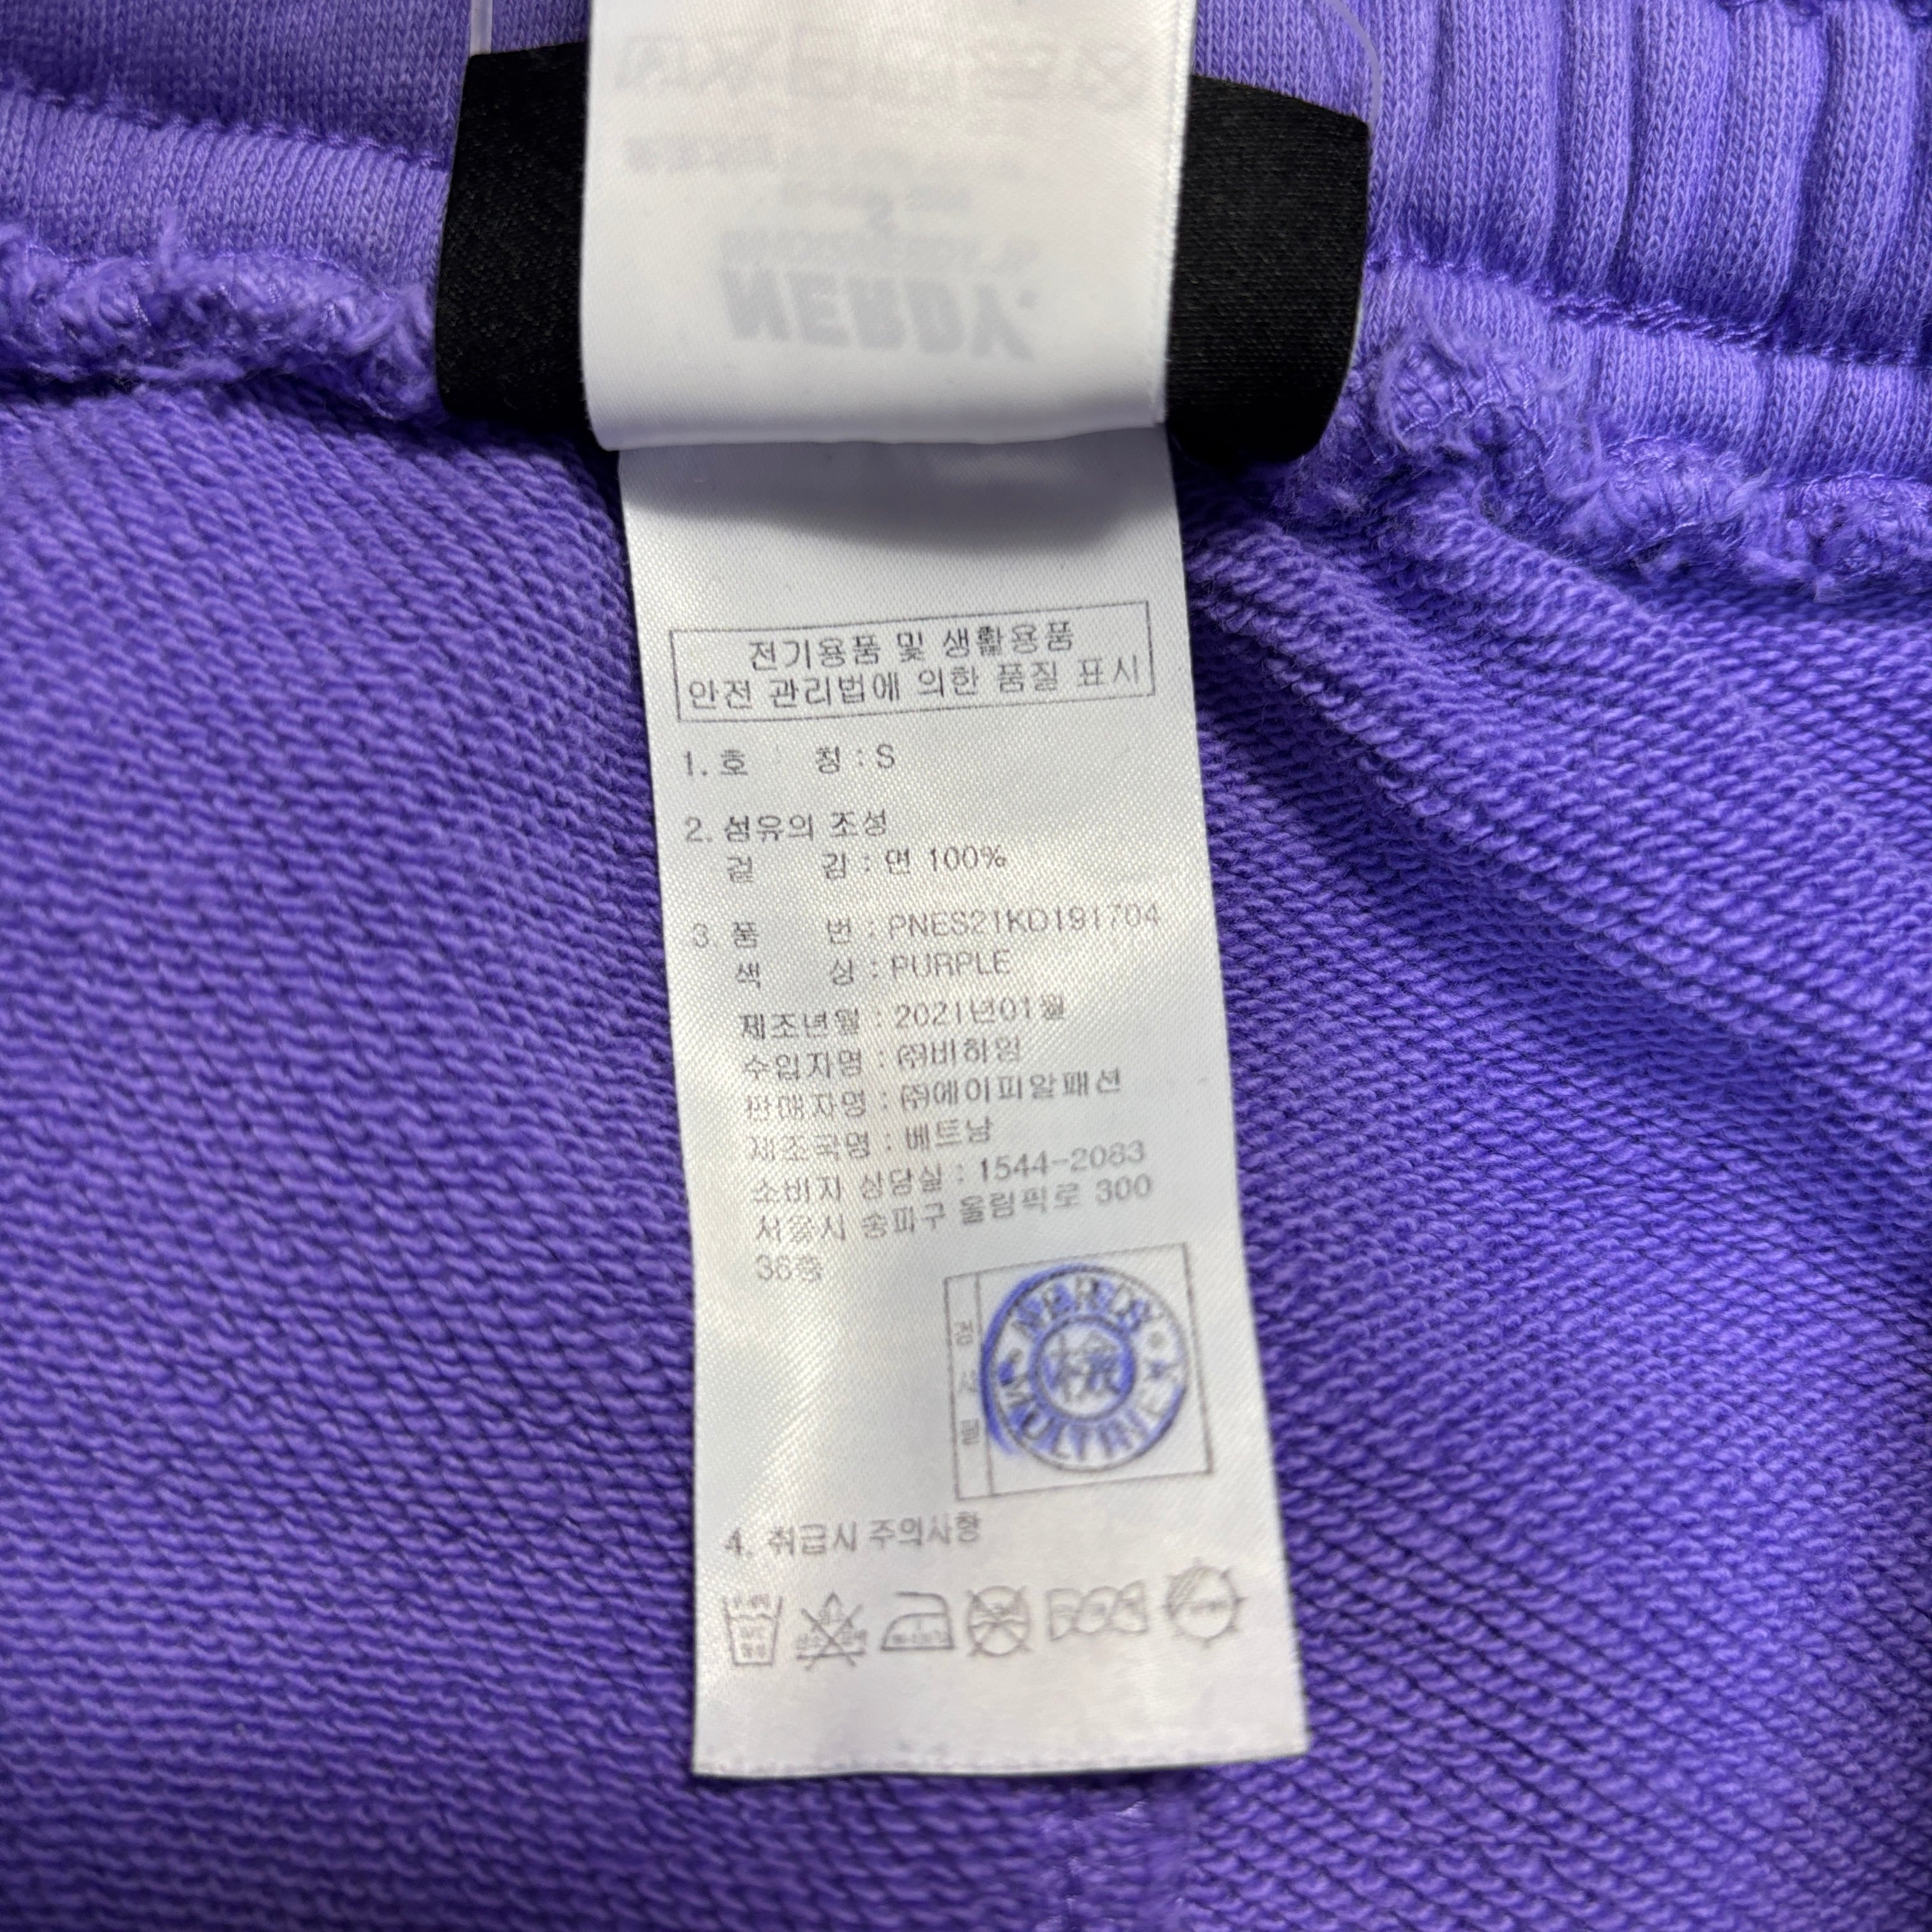 NERDY
전기용품 및 생활용품
안전 관리법에 의한 품질 표시
1. 호 칭 : S
2. 섬유의 조성
겉 감 : 면 100%
3. 품 번 : PNES21KD191704
색 상 : PURPLE
제조년월 : 2021년01월
수입자명 : ㈜비하임
판매자명 : ㈜에이피알패션
제조국명 : 베트남
소비자 상담실 : 1544-2083
서울시 송파구 올림픽로 300
36층
검사필
4. 취급시 주의사항